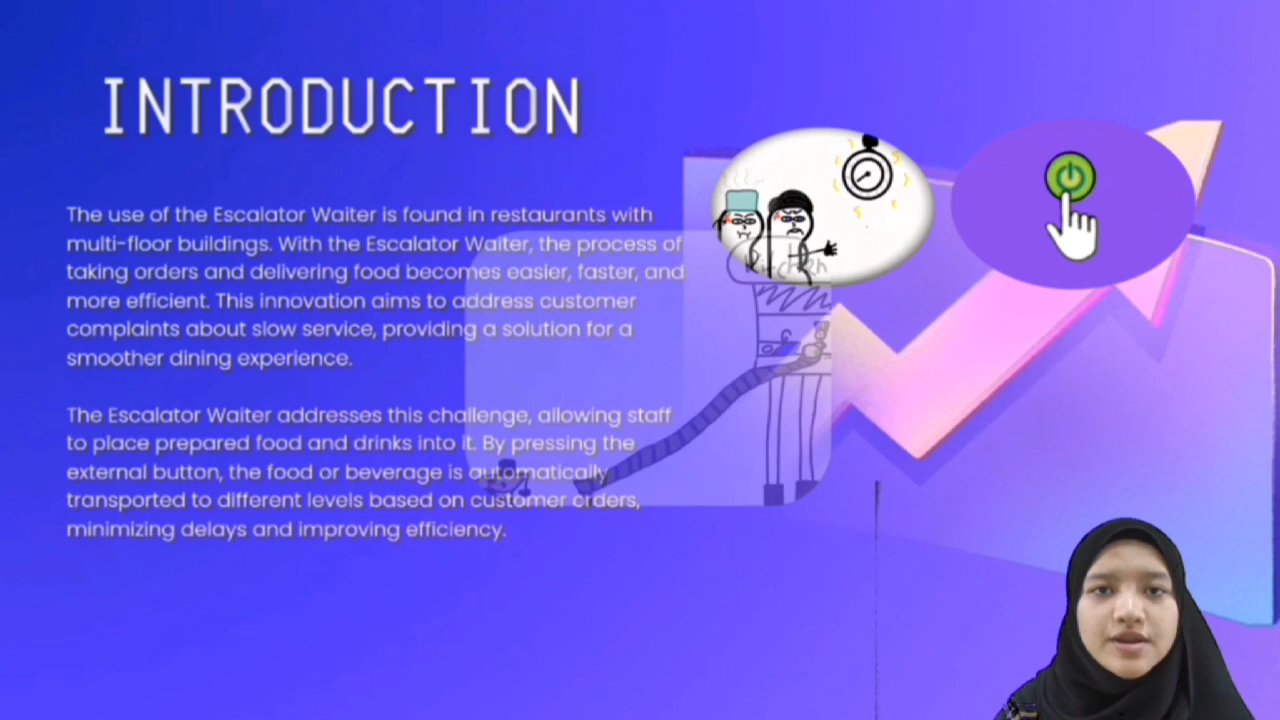 INTRODUCTION
The use of the Escalator Waiter is found in restaurants with
multi-floor buildings. With the Escalator Waiter, the process of
taking orders and delivering food becomes easier, faster, and
more efficient. This innovation aims to address customer
complaints about slow service, providing a solution for a
smoother dining experience.
The Escalator Waiter addresses this challenge, allowing staff
to place prepared food and drinks into it. By pressing the
external button, the food or beverage is automatically
transported to different levels based on customer orders,
minimizing delays and improving efficiency.
Kitchen